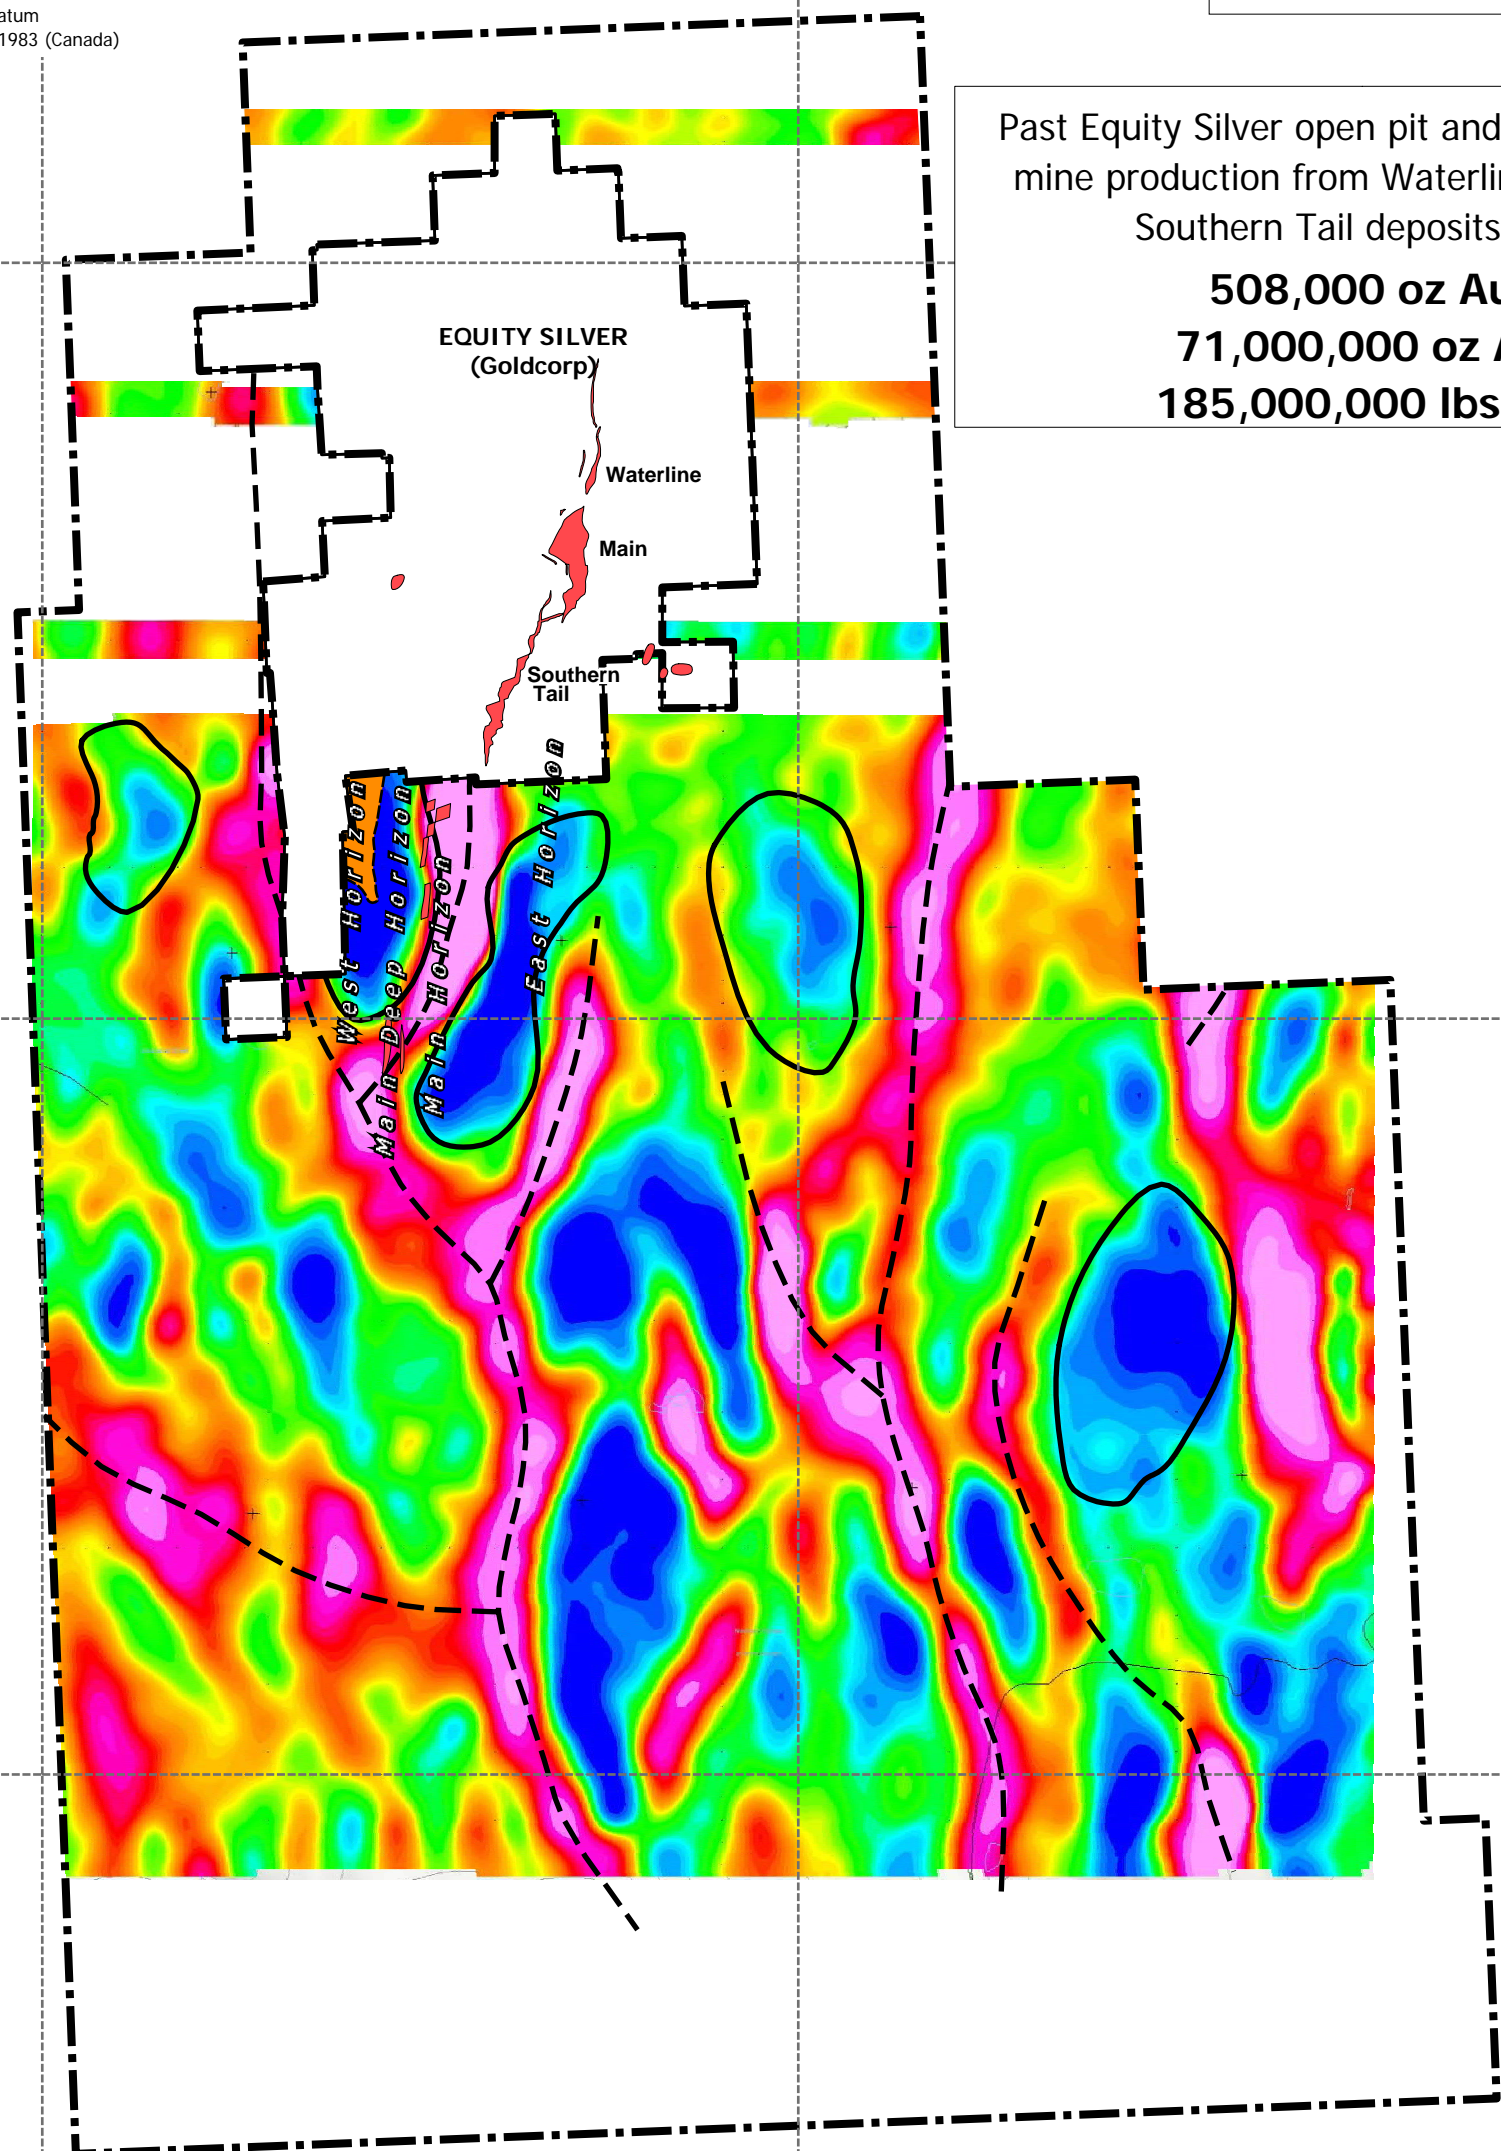 atum
1983 (Canada)
Past Equity Silver open pit and
mine production from Waterlin
Southern Tail deposits
508,000 oz Au
71,000,000 oz A
185,000,000 lbs
EQUITY SILVER
(Goldcorp)
Waterline
Main
Southern
Tail
West Horizon
Main Deep Horizon
Main Horizon
East Horizon